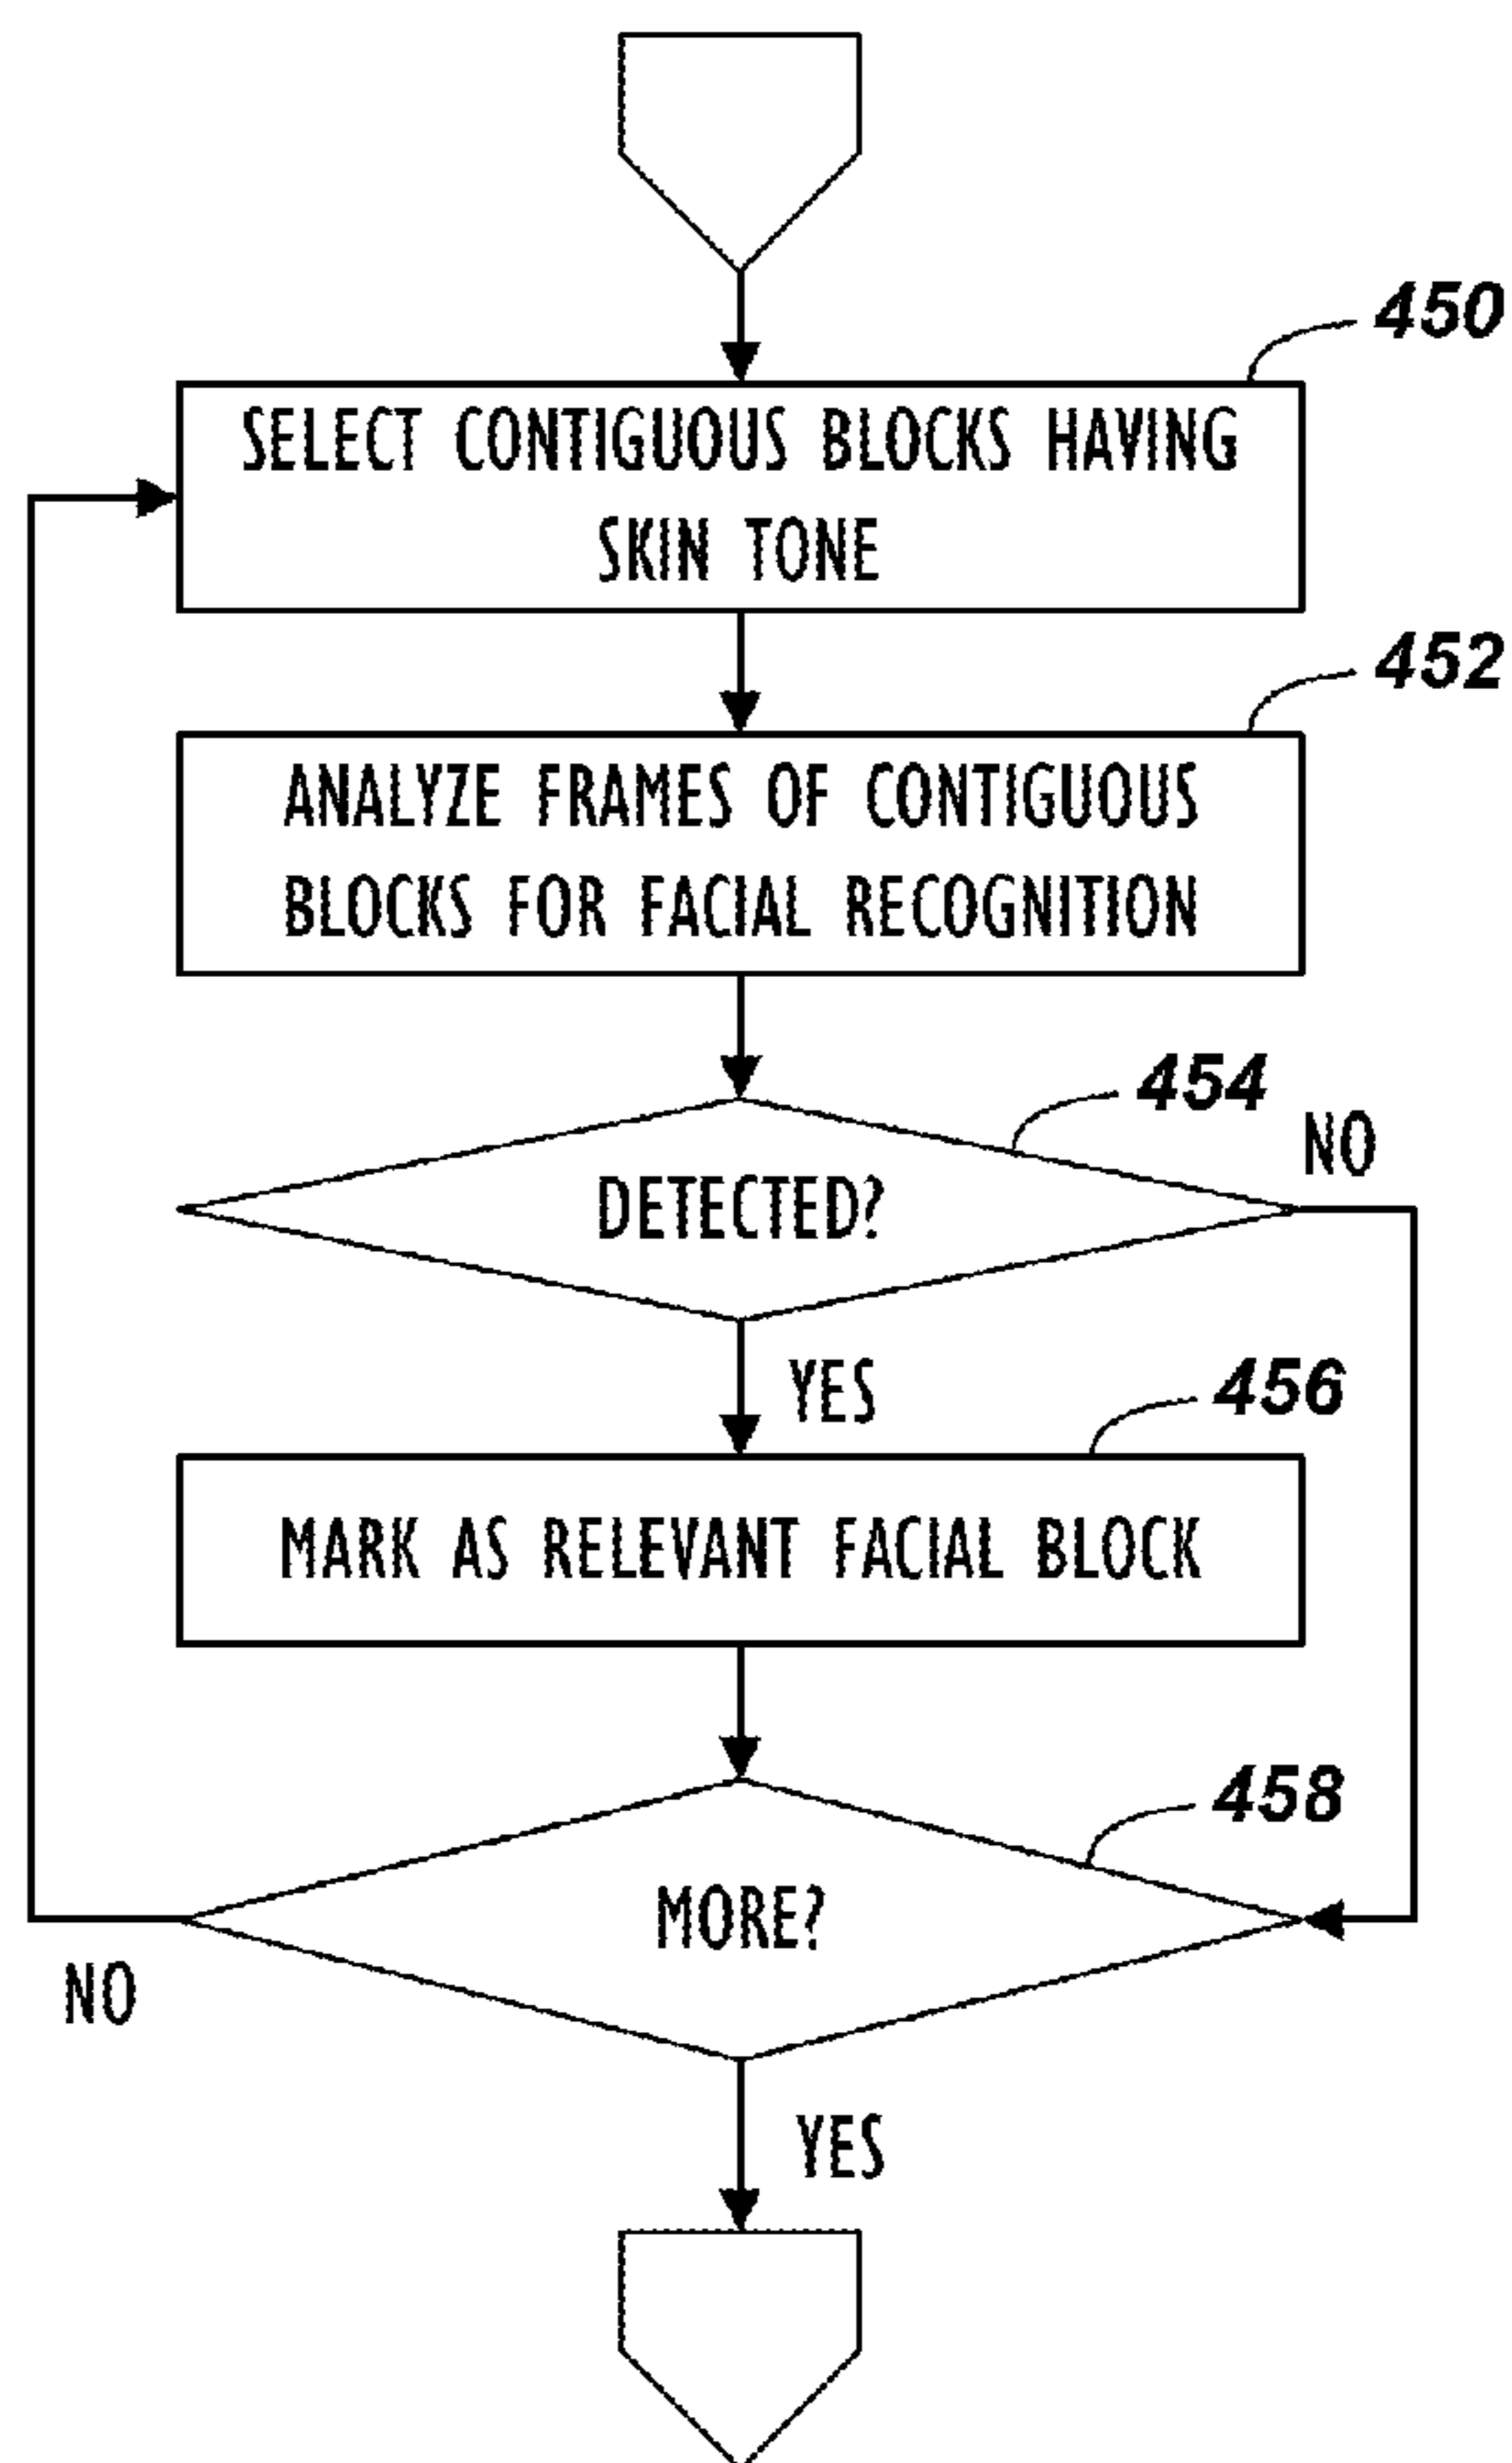 450
SELECT CONTIGUOUS BLOCKS HAVING
SKIN TONE
452
ANALYZE FRAMES OF CONTIGUOUS
BLOCKS FOR FACIAL RECOGNITION
454
NO
DETECTED?
YES
456
MARK AS RELEVANT FACIAL BLOCK
458
MORE?
NO
YES